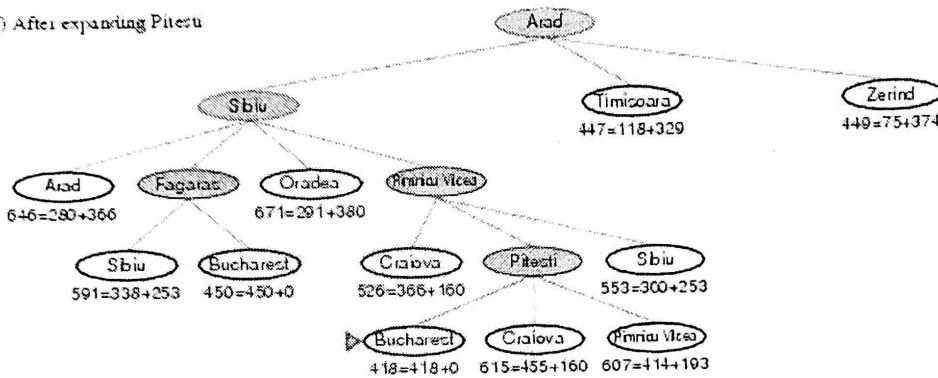 ) After expanding Pitesti
Arad
Sibiu
Timisoara
Zerind
447=118+329
449=75+374
Arad
Fagaras
Oradea
Rimnicu Vilcea
646=280+366
671=291+380
Sibiu
Bucharest
Craiova
Pitesti
Sibiu
591=338+253
450=450+0
526=366+160
553=300+253
Bucharest
Craiova
Rimnicu Vilcea
418=418+0
615=455+160
607=414+193